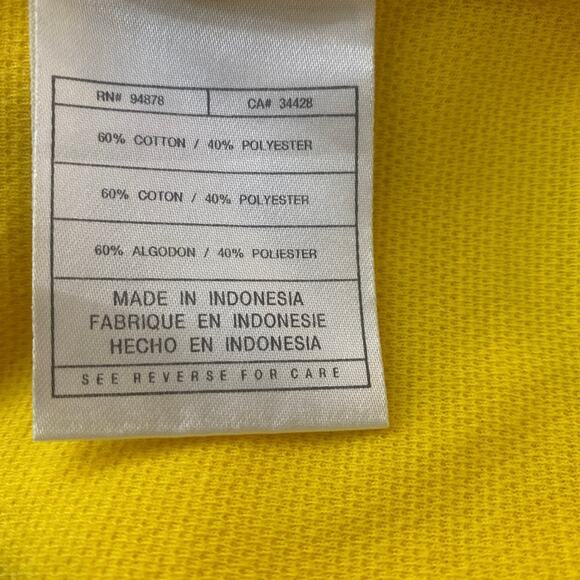 RN# 94878 CA# 34428
60% COTTON / 40% POLYESTER
60% COTON / 40% POLYESTER
60% ALGODON / 40% POLIESTER
MADE IN INDONESIA
FABRIQUE EN INDONESIE
HECHO EN INDONESIA
SEE REVERSE FOR CARE